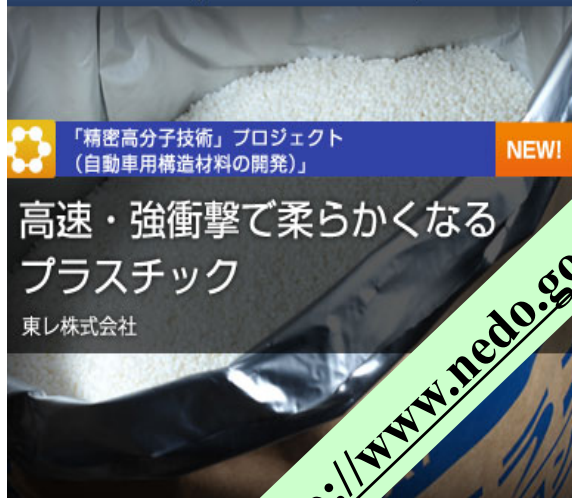 「精密高分子技術」プロジェクト
（自動車用構造材料の開発）」
NEW!
高速・強衝撃で柔らかくなる
プラスチック
東レ株式会社
://www.nedo.go